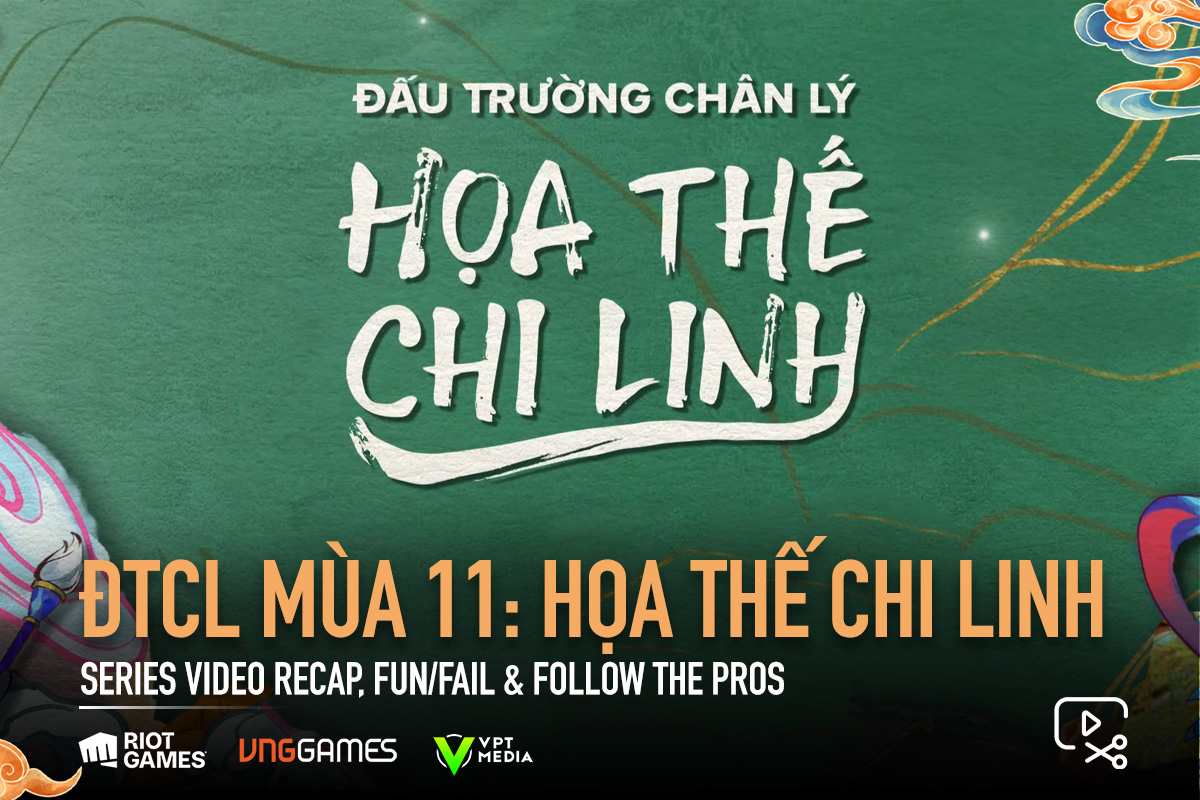 ĐẤU TRƯỜNG CHÂN LÝ
HỌA THẾ
CHI LINH
ĐTCL MÙA 11: HỌA THẾ CHI LINH
SERIES VIDEO RECAP, FUN/FAIL & FOLLOW THE PROS
RIOT
GAMES
VNGGAMES
VPT
MEDIA